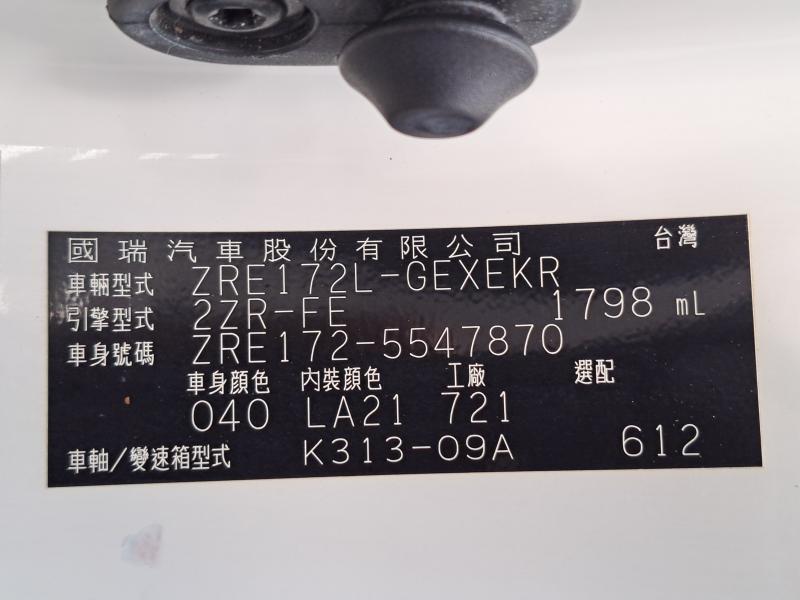 國瑞汽車股份有限公司 台灣
車輛型式 ZRE172L-GEXEKR
引擎型式 2ZR-FE 1798 mL
車身號碼 ZRE172-5547870
車身顏色 內裝顏色 工廠 選配
040 LA21 721
車軸/變速箱型式 K313-09A 612